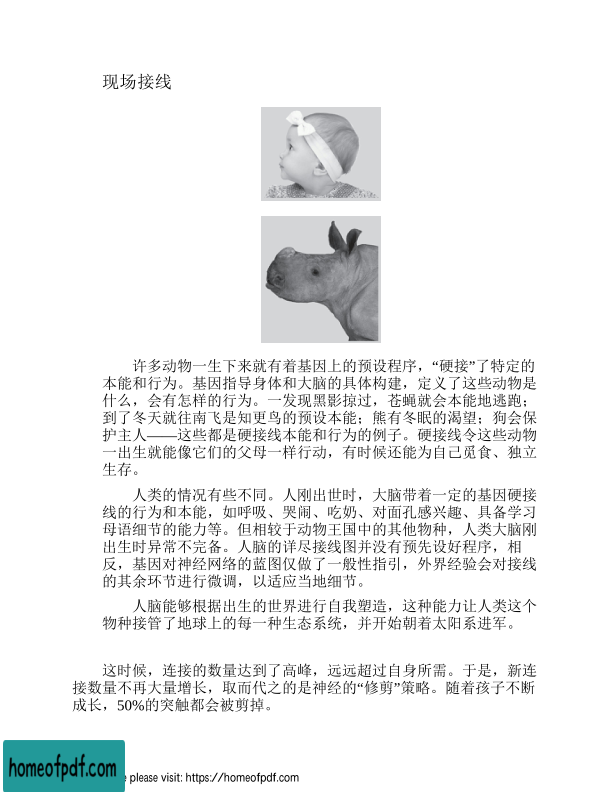 现场接线
许多动物一生下来就有着基因上的预设程序，“硬接”了特定的
本能和行为。基因指导身体和大脑的具体构建，定义了这些动物是
什么，会有怎样的行为。一发现黑影掠过，苍蝇就会本能地逃跑；
到了冬天就往南飞是知更鸟的预设本能；熊有冬眠的渴望；狗会保
护主人——这些都是硬接线本能和行为的例子。硬接线令这些动物
一出生就能像它们的父母一样行动，有时候还能为自己觅食、独立
生存。
人类的情况有些不同。人刚出世时，大脑带着一定的基因硬接
线的行为和本能，如呼吸、哭闹、吃奶、对面孔感兴趣、具备学习
母语细节的能力等。但相较于动物王国中的其他物种，人类大脑刚
出生时异常不完备。人脑的详尽接线图并没有预先设好程序，相
反，基因对神经网络的蓝图仅做了一般性指引，外界经验会对接线
的其余环节进行微调，以适应当地细节。
人脑能够根据出生的世界进行自我塑造，这种能力让人类这个
物种接管了地球上的每一种生态系统，并开始朝着太阳系进军。
这时候，连接的数量达到了高峰，远远超过自身所需。于是，新连
接数量不再大量增长，取而代之的是神经的“修剪”策略。随着孩子不断
成长，50%的突触都会被剪掉。
homeofpdf.com
e please visit: https://homeofpdf.com